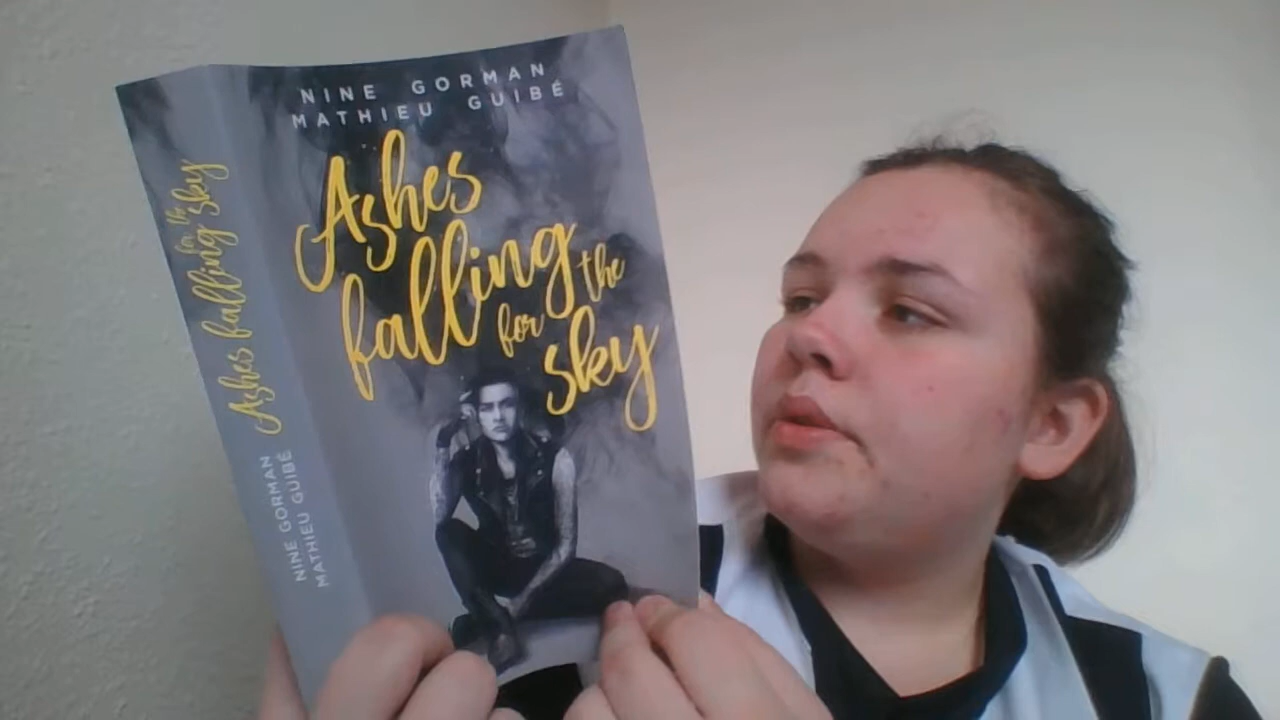 NINE GORMAN
MATHIEU GUIBÉ
Ashes
falling
for the
sky
Ashes falling for the sky
NINE GORMAN
MATHIEU GUIBÉ